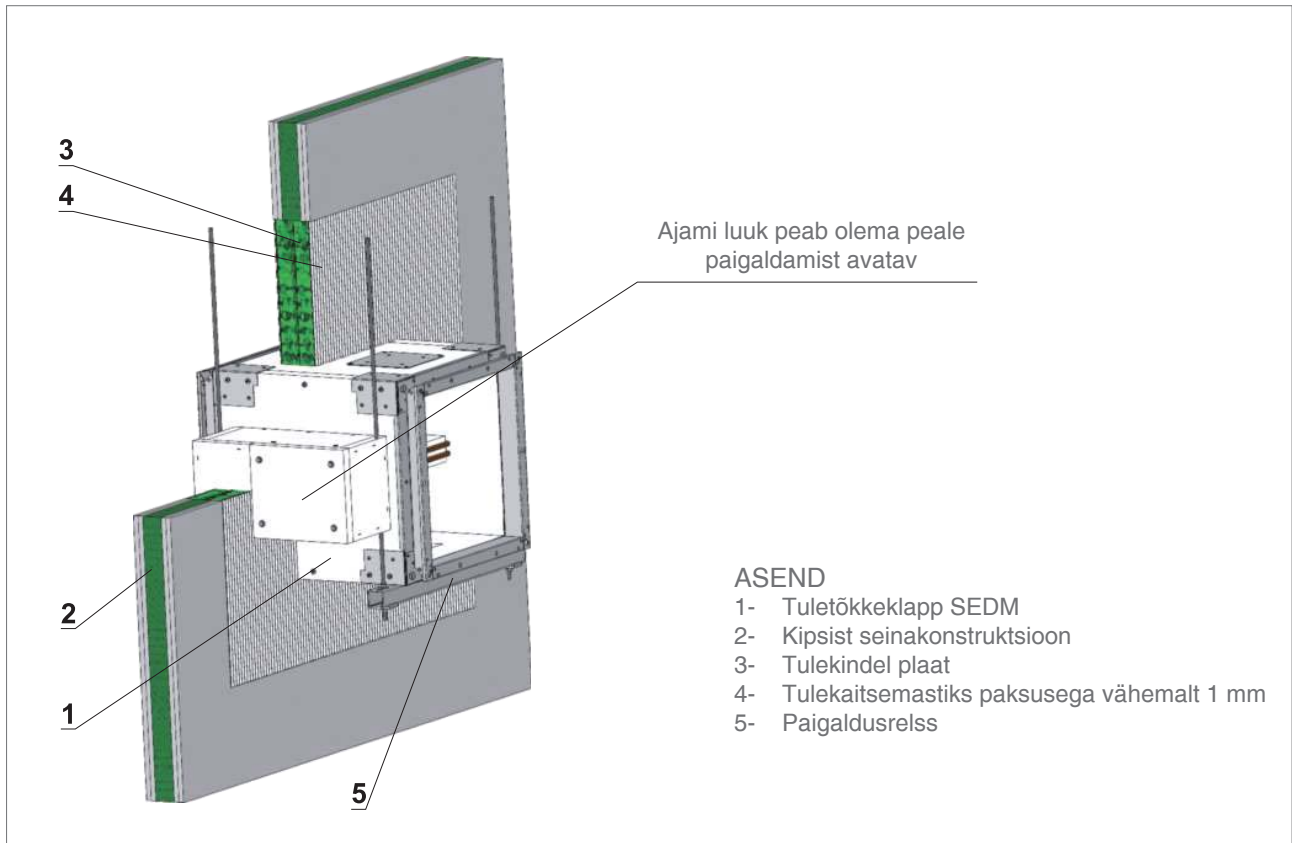 3
4
Ajami luuk peab olema peale
paigaldamist avatav
2
1
5
ASEND
1- Tuletõkkeklapp SEDM
2- Kipsist seinakonstruktsioon
3- Tulekindel plaat
4- Tulekaitsemastiks paksusega vähemalt 1 mm
5- Paigaldusrelss